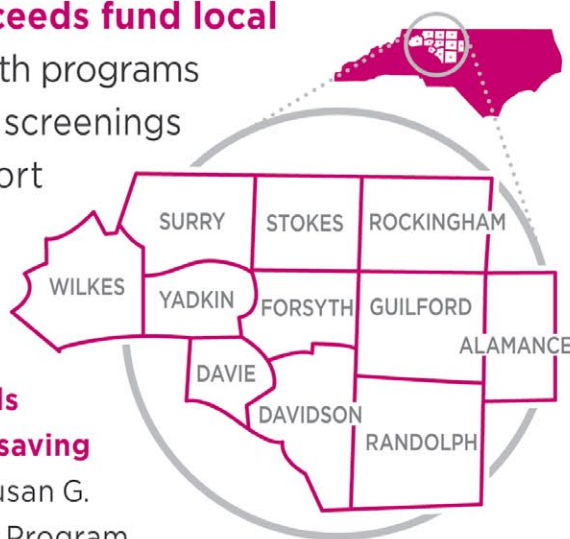 ceeds fund local
th programs
screenings
ort
SURRY STOKES ROCKINGHAM
WILKES YADKIN FORSYTH GUILFORD
ALAMANCE
DAVIE
DAVIDSON
RANDOLPH
ls
saving
usan G.
Program